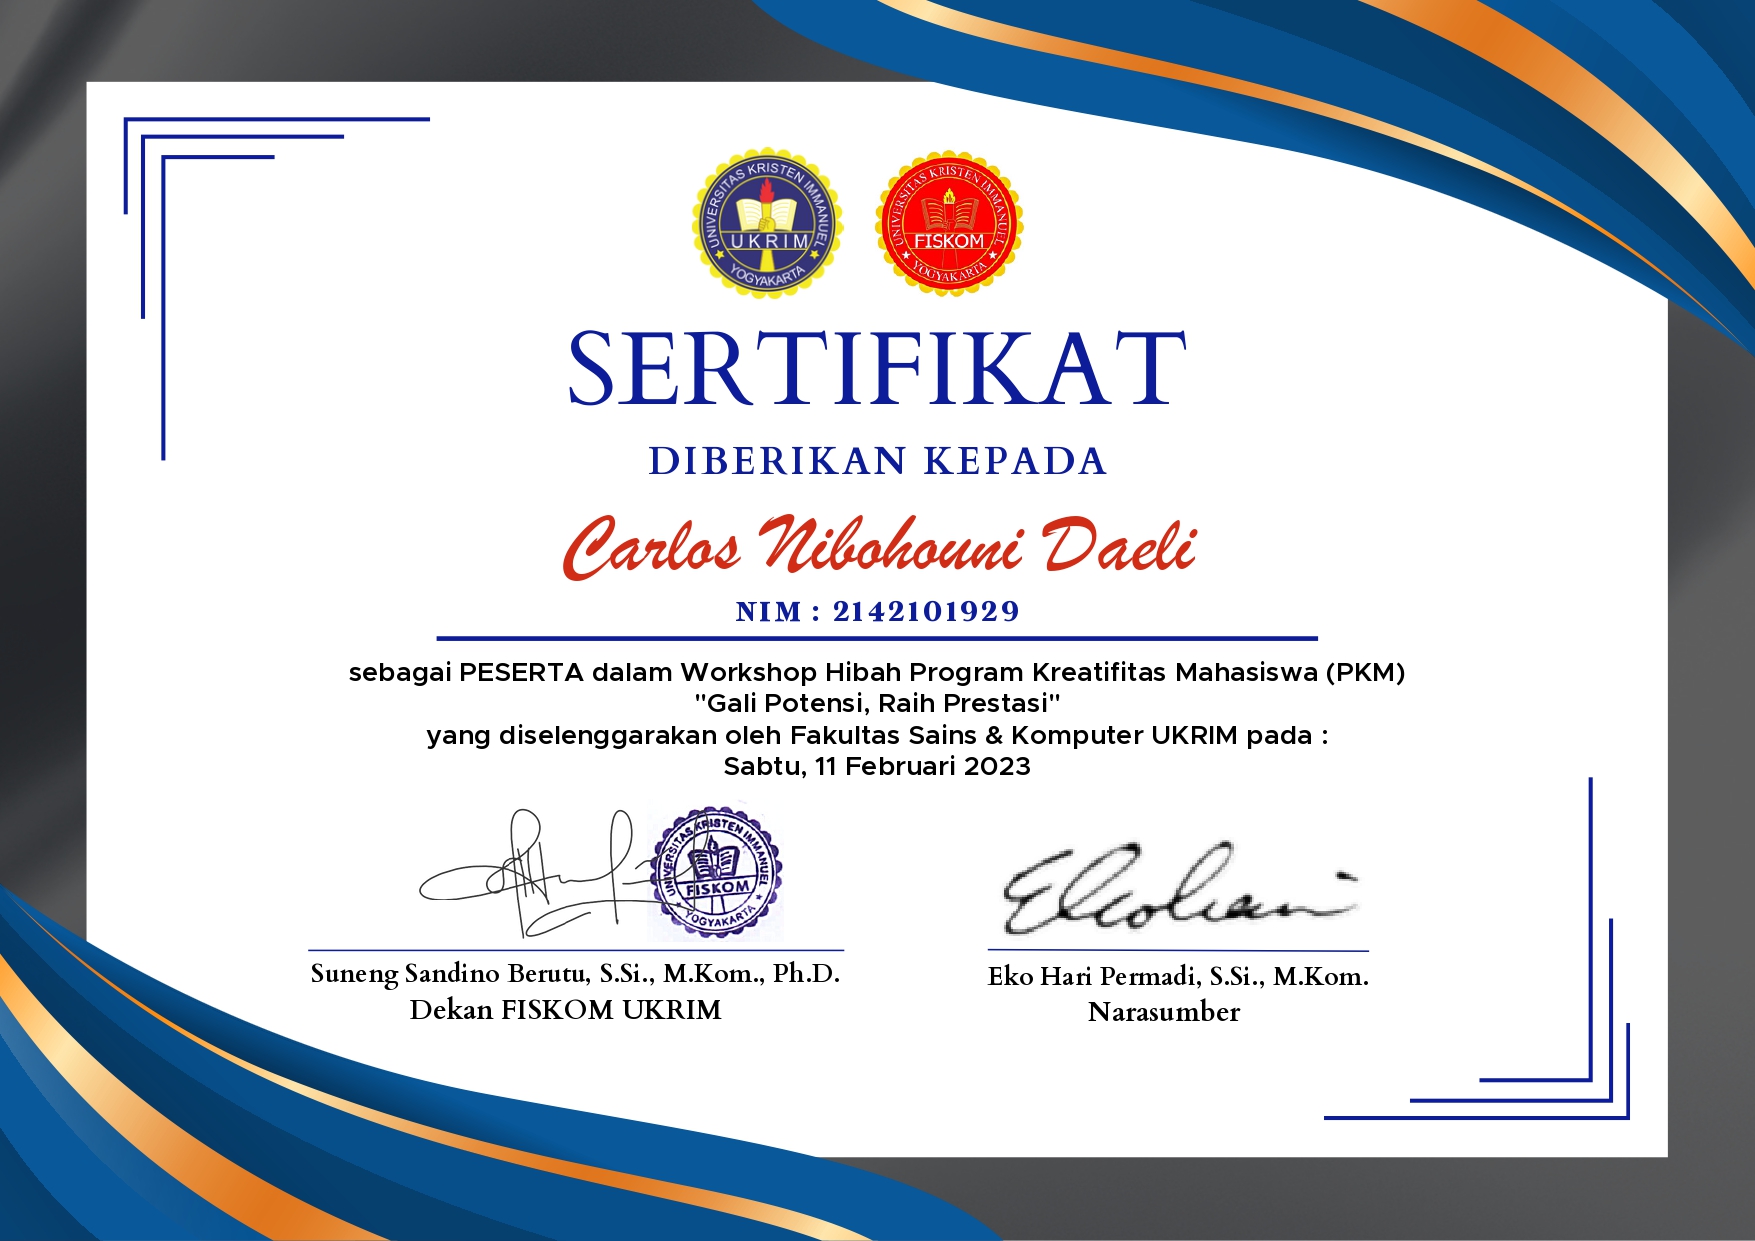 UNIVERSITAS KRISTEN IMMANUEL
UKRIM
YOGYAKARTA
UNIVERSITAS KRISTEN IMMANUEL
FISKOM
YOGYAKARTA
SERTIFIKAT
DIBERIKAN KEPADA
Carlos Nibohouni Daeli
NIM : 2142101929
sebagai PESERTA dalam Workshop Hibah Program Kreatifitas Mahasiswa (PKM)
"Gali Potensi, Raih Prestasi"
yang diselenggarakan oleh Fakultas Sains & Komputer UKRIM pada :
Sabtu, 11 Februari 2023
UNIVERSITAS KRISTEN IMMANUEL
FISKOM
YOGYAKARTA
Suneng Sandino Berutu, S.Si., M.Kom., Ph.D.
Dekan FISKOM UKRIM
Eko Hari Permadi, S.Si., M.Kom.
Narasumber